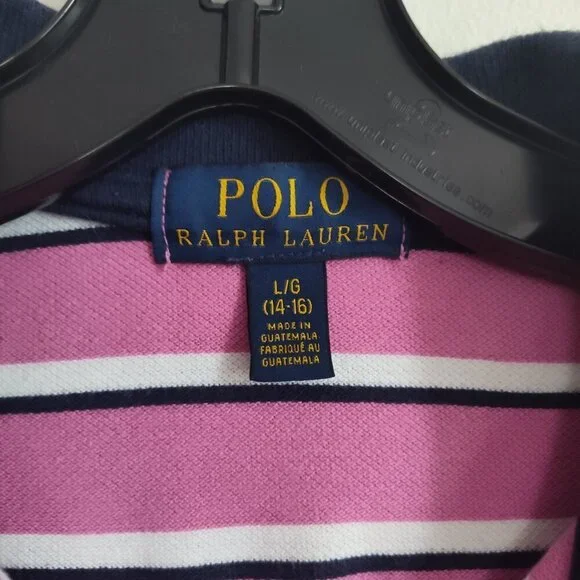 POLO
RALPH LAUREN
L/G
(14-16)
MADE IN
GUATEMALA
FABRIQUÉ AU
GUATEMALA